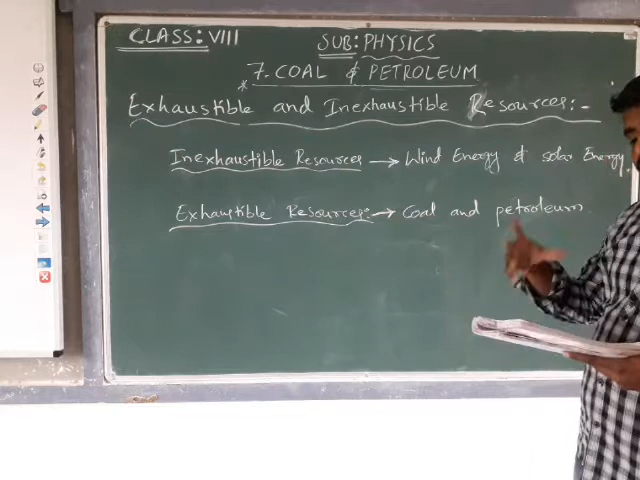 CLASS: VIII
SUB: PHYSICS
* 7. COAL & PETROLEUM
Exhaustible and Inexhaustible Resources:-
Inexhaustible Resources → Wind Energy & solar Energy.
Exhaustible Resources:→ Coal and petroleum.